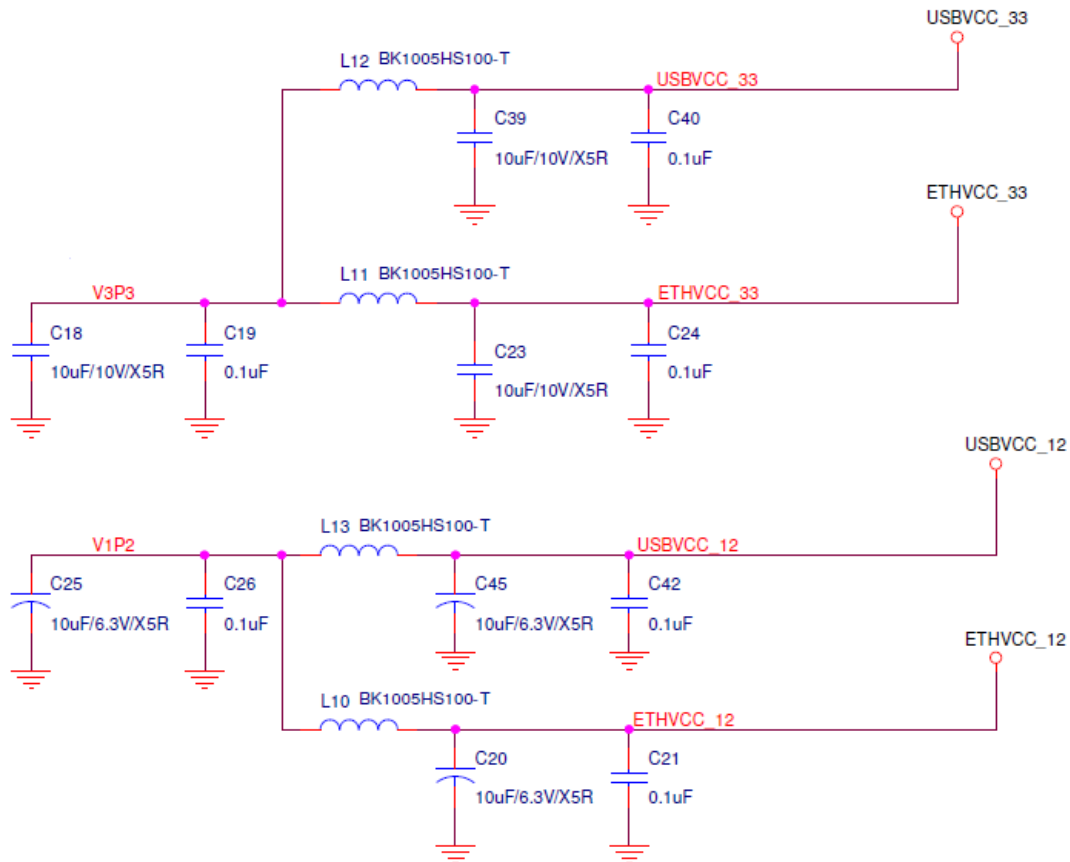 USBVCC_33
L12 BK1005HS100-T
USBVCC_33
C39
10uF/10V/X5R
C40
0.1uF
ETHVCC_33
L11 BK1005HS100-T
V3P3
ETHVCC_33
C18
10uF/10V/X5R
C19
0.1uF
C23
10uF/10V/X5R
C24
0.1uF
USBVCC_12
L13 BK1005HS100-T
V1P2
USBVCC_12
C25
10uF/6.3V/X5R
C26
0.1uF
C45
10uF/6.3V/X5R
C42
0.1uF
ETHVCC_12
L10 BK1005HS100-T
ETHVCC_12
C20
10uF/6.3V/X5R
C21
0.1uF